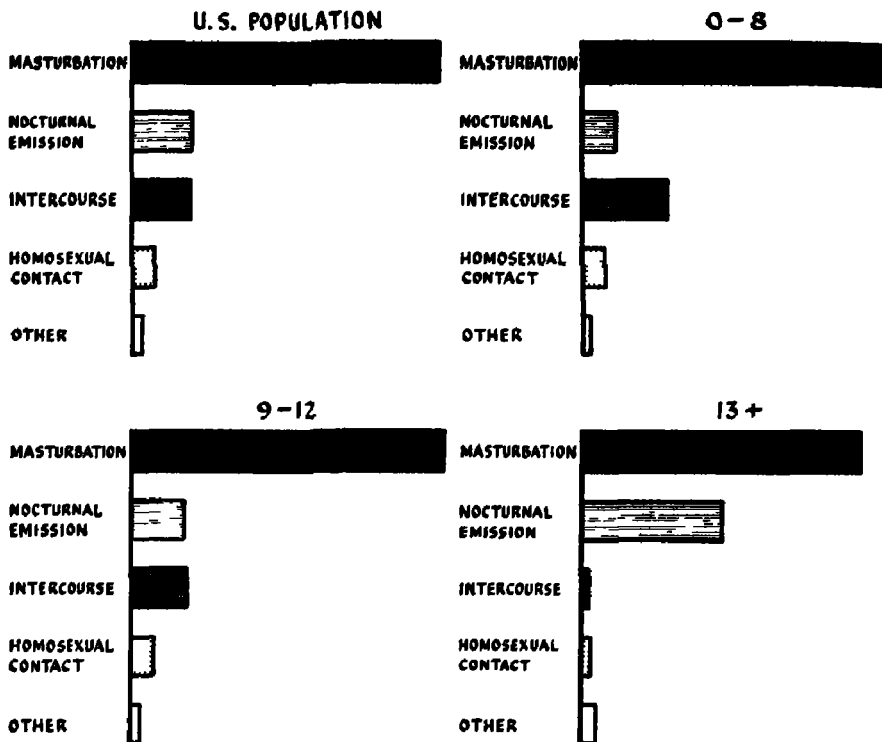 U.S. POPULATION
MASTURBATION
NOCTURNAL
EMISSION
INTERCOURSE
HOMOSEXUAL
CONTACT
OTHER
0-8
MASTURBATION
NOCTURNAL
EMISSION
INTERCOURSE
HOMOSEXUAL
CONTACT
OTHER
9-12
MASTURBATION
NOCTURNAL
EMISSION
INTERCOURSE
HOMOSEXUAL
CONTACT
OTHER
13+
MASTURBATION
NOCTURNAL
EMISSION
INTERCOURSE
HOMOSEXUAL
CONTACT
OTHER